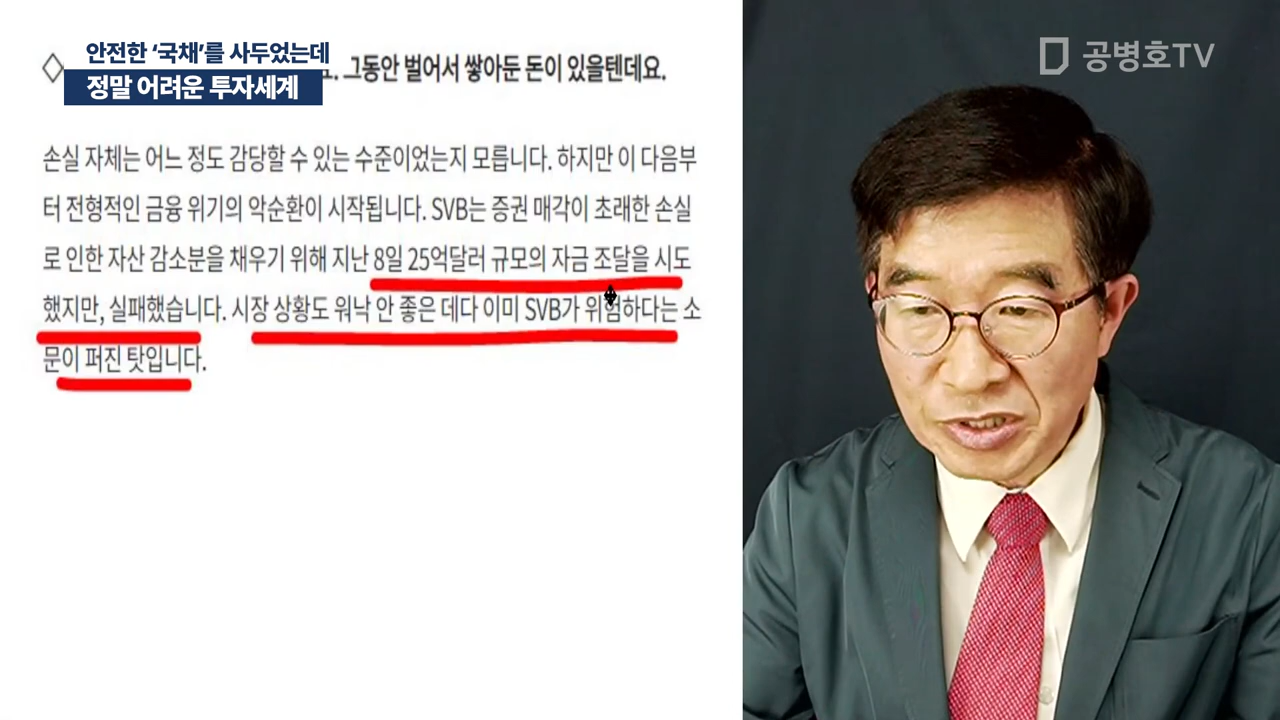 안전한 ‘국채’를 사두었는데
정말 어려운 투자세계
공병호TV
◇ . 그동안 벌어서 쌓아둔 돈이 있을텐데요.
손실 자체는 어느 정도 감당할 수 있는 수준이었는지 모릅니다. 하지만 이 다음부
터 전형적인 금융 위기의 악순환이 시작됩니다. SVB는 증권 매각이 초래한 손실
로 인한 자산 감소분을 채우기 위해 지난 8일 25억달러 규모의 자금 조달을 시도
했지만, 실패했습니다. 시장 상황도 워낙 안 좋은 데다 이미 SVB가 위험하다는 소
문이 퍼진 탓입니다.